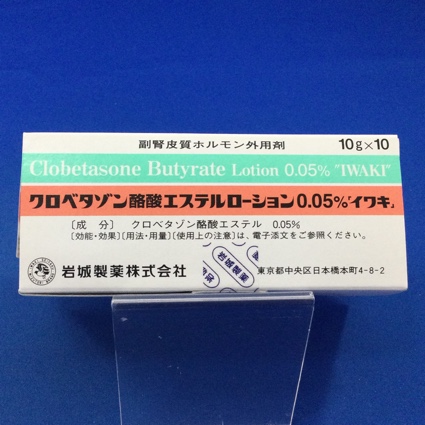 副腎皮質ホルモン外用剤
10g×10
Clobetasone Butyrate Lotion 0.05% "IWAKI"
クロベタゾン酪酸エステルローション0.05%「イワキ」
〔成 分〕 クロベタゾン酪酸エステル 0.05%
〔効能・効果〕〔用法・用量〕〔使用上の注意〕は、電子添文をご参照ください。
岩城製薬
岩城製薬株式会社
東京都中央区日本橋本町4-8-2